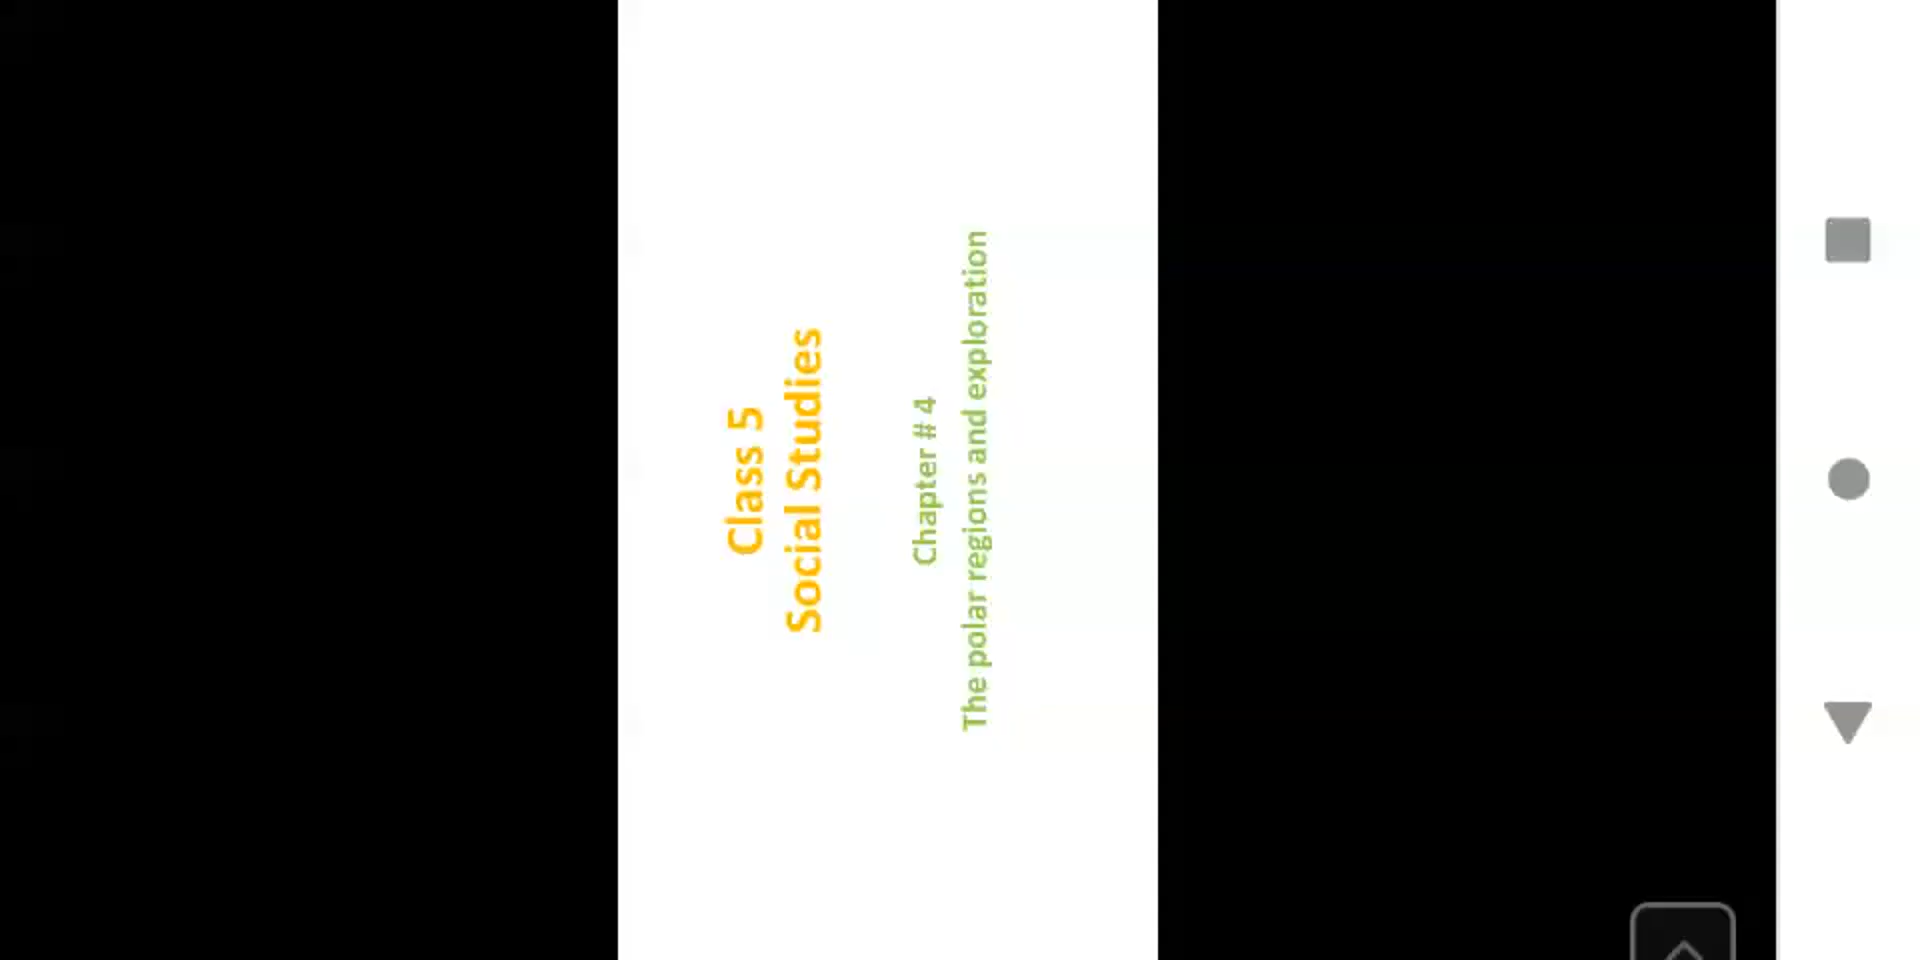 Class 5
Social Studies
Chapter # 4
The polar regions and exploration